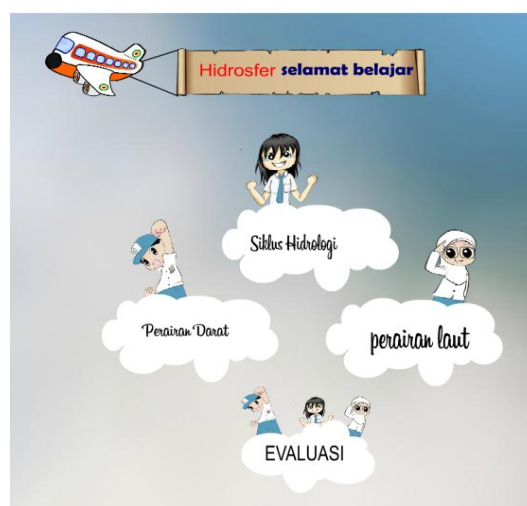 Hidrosfer selamat belajar
Siklus Hidrologi
Perairan Darat
perairan laut
EVALUASI